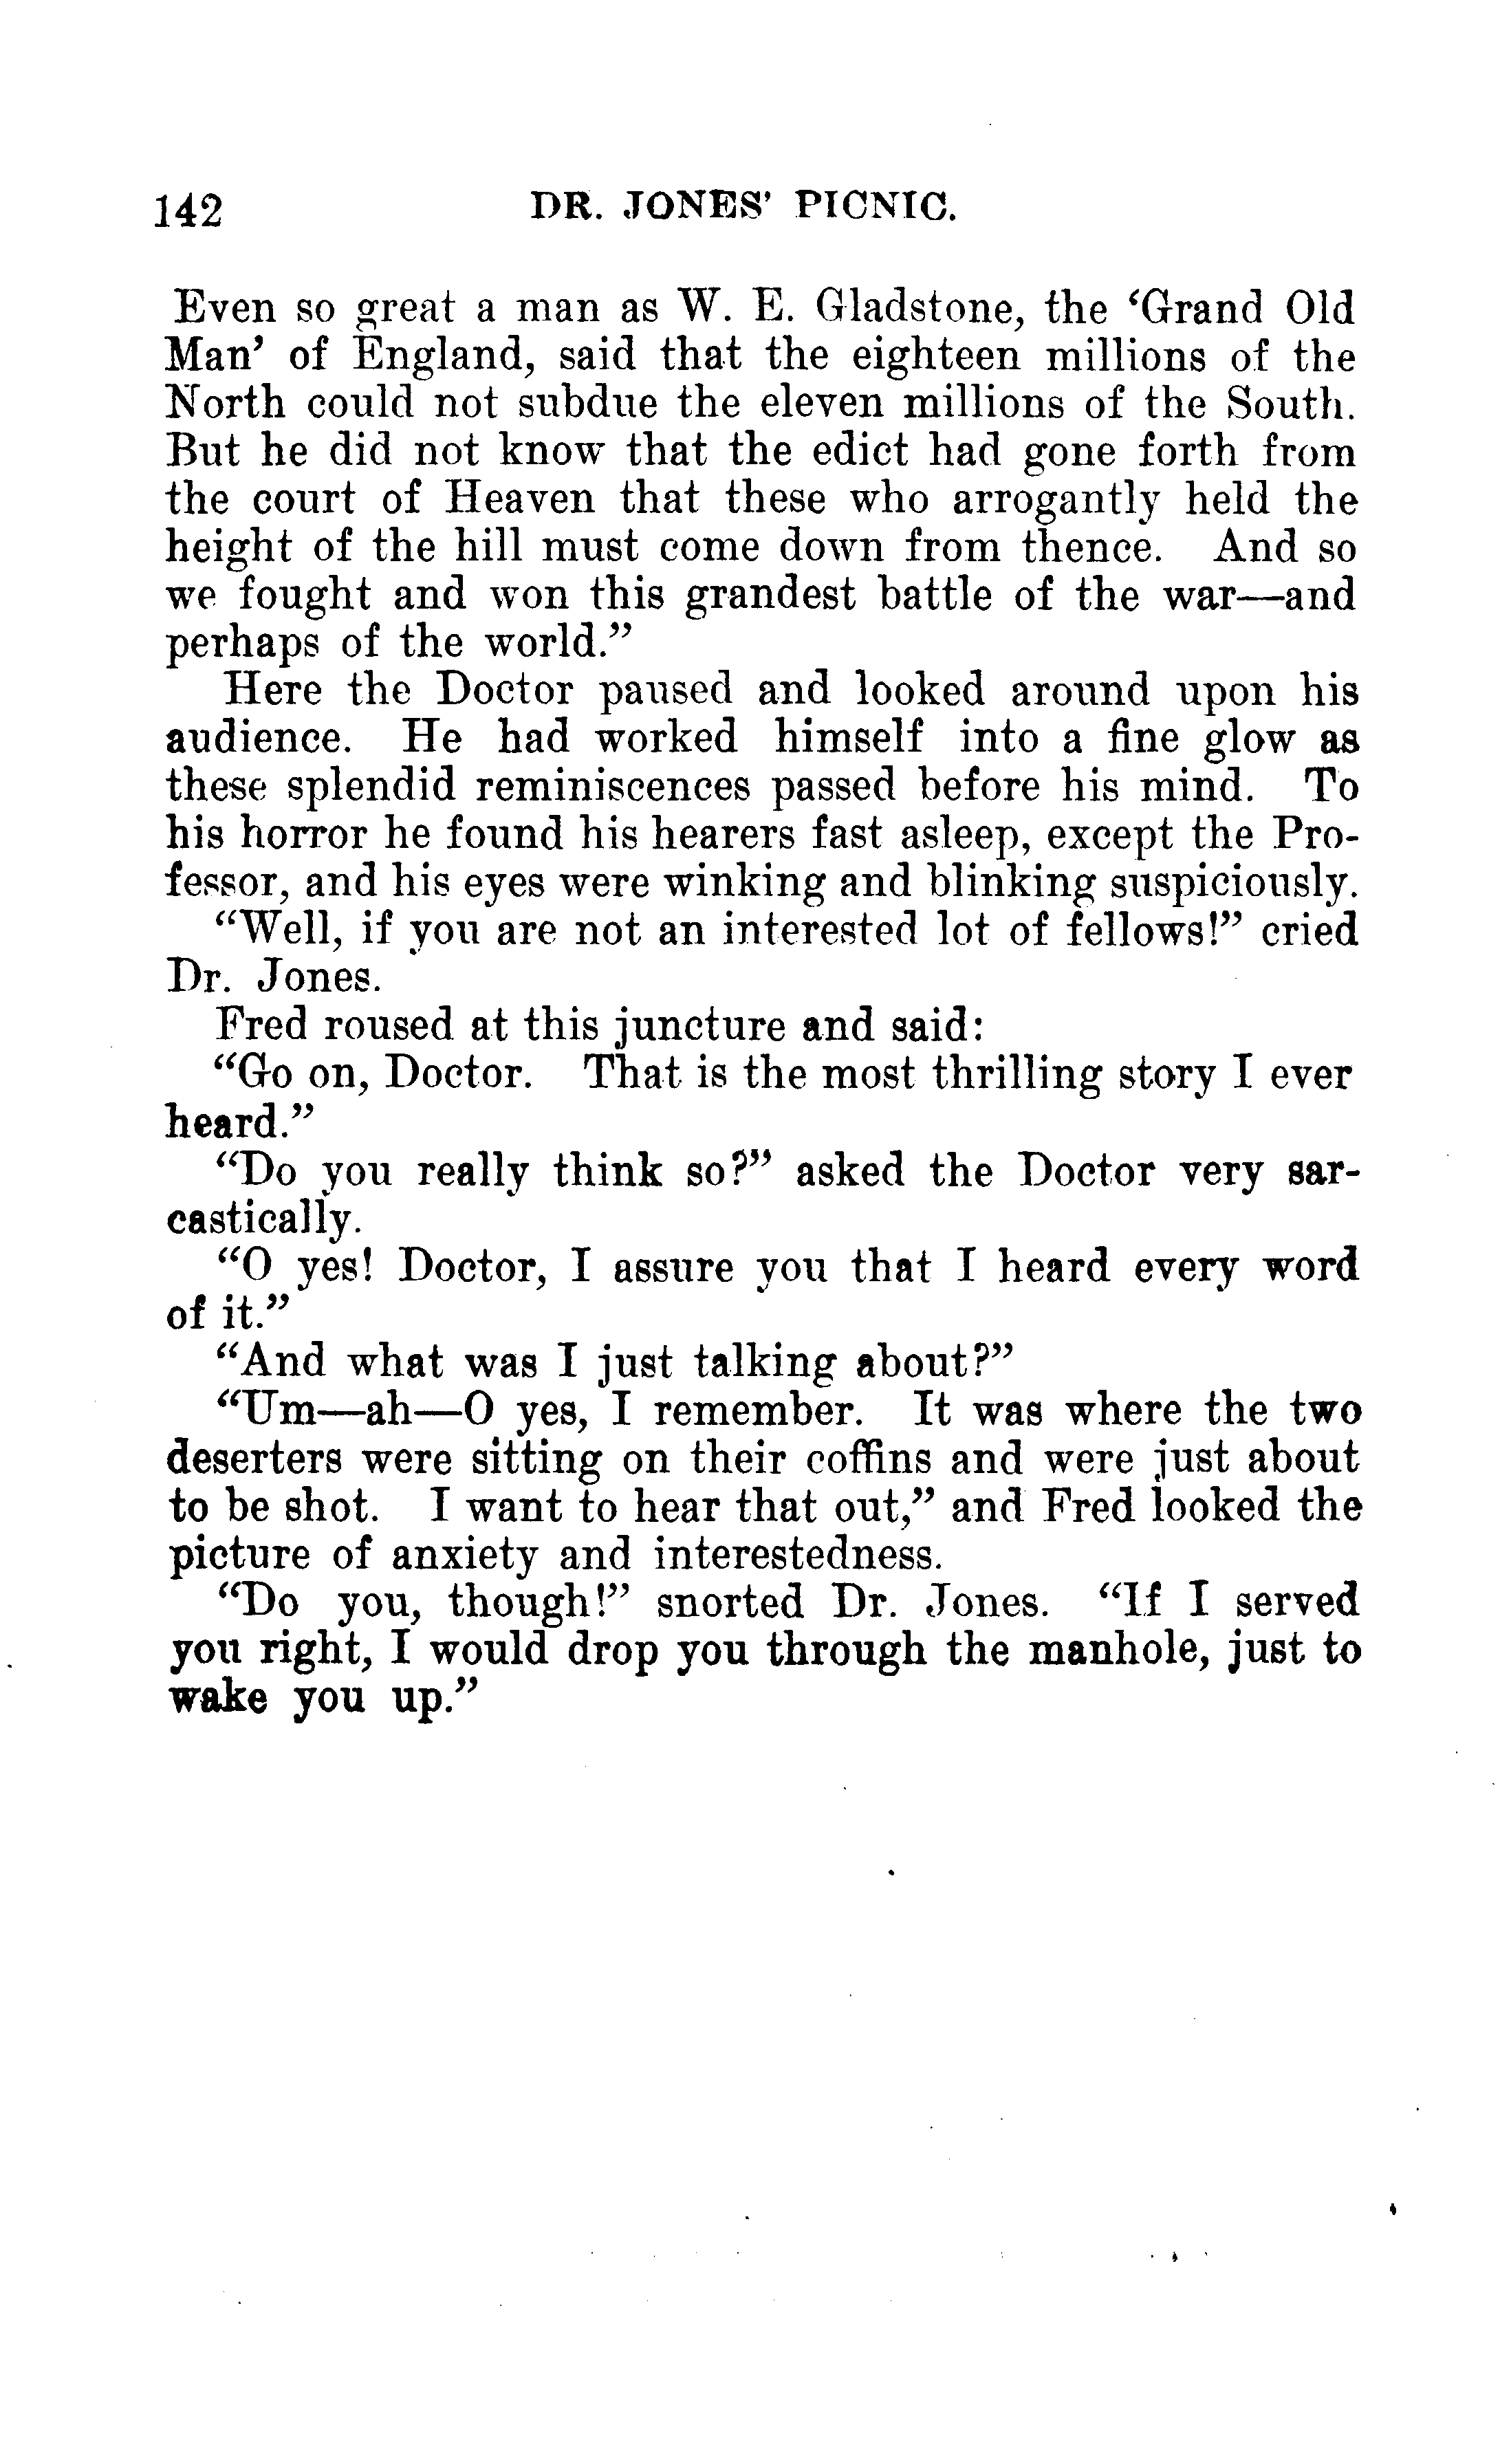 142 DR. JONES' PICNIC.
Even so great a man as W. E. Gladstone, the ‘Grand Old
Man’ of England, said that the eighteen millions of the
North could not subdue the eleven millions of the South.
But he did not know that the edict had gone forth from
the court of Heaven that these who arrogantly held the
height of the hill must come down from thence. And so
we fought and won this grandest battle of the war—and
perhaps of the world.”
Here the Doctor paused and looked around upon his
audience. He had worked himself into a fine glow as
these splendid reminiscences passed before his mind. To
his horror he found his hearers fast asleep, except the Pro-
fessor, and his eyes were winking and blinking suspiciously.
“Well, if you are not an interested lot of fellows!” cried
Dr. Jones.
Fred roused at this juncture and said:
“Go on, Doctor. That is the most thrilling story I ever
heard.”
“Do you really think so?” asked the Doctor very sar-
castically.
“O yes! Doctor, I assure you that I heard every word
of it.”
“And what was I just talking about?”
“Um—ah—O yes, I remember. It was where the two
deserters were sitting on their coffins and were just about
to be shot. I want to hear that out,” and Fred looked the
picture of anxiety and interestedness.
“Do you, though!” snorted Dr. Jones. “If I served
you right, I would drop you through the manhole, just to
wake you up.”